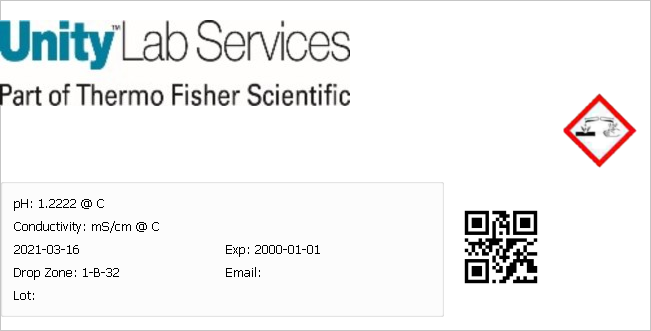 Unity™ Lab Services
Part of Thermo Fisher Scientific
pH: 1.2222 @ C
Conductivity: mS/cm @ C
2021-03-16 Exp: 2000-01-01
Drop Zone: 1-B-32 Email:
Lot: